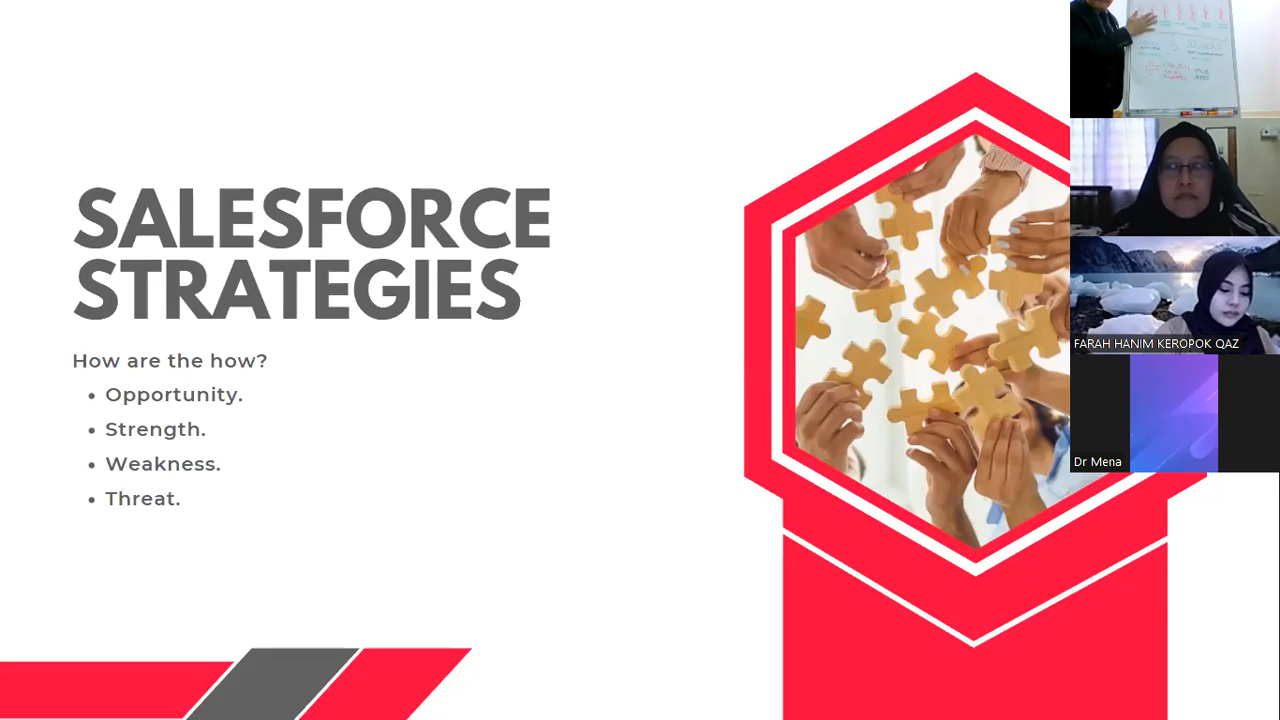 SALESFORCE
STRATEGIES
How are the how?
• Opportunity.
• Strength.
• Weakness.
• Threat.
FARAH HANIM KEROPOK QAZ
Dr Mena